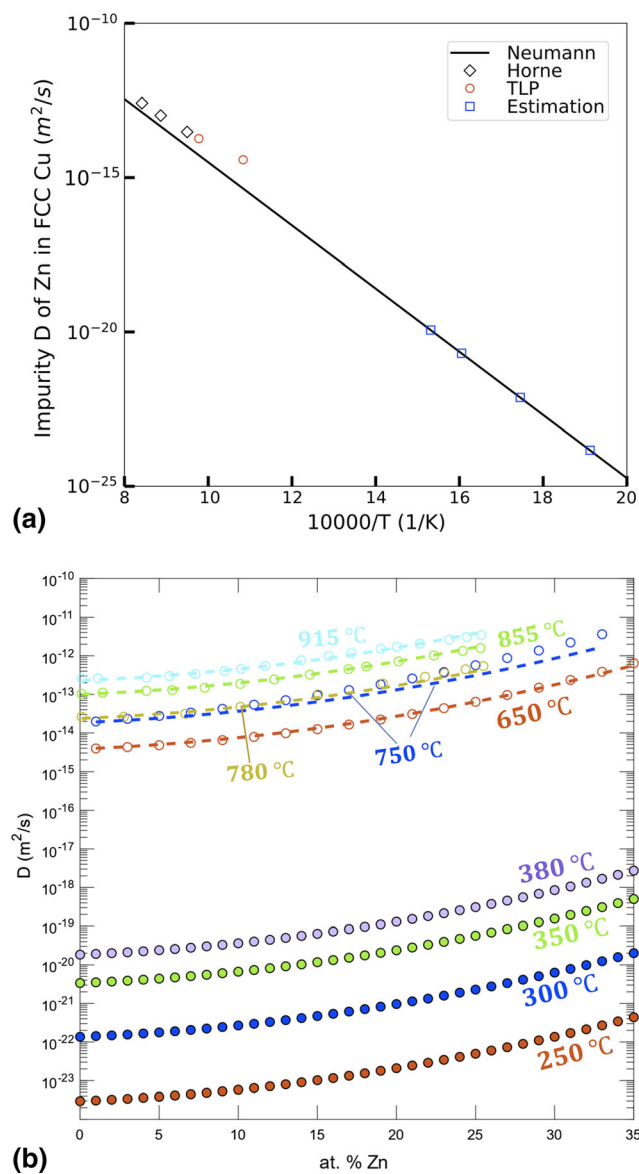 10⁻¹⁰
10⁻¹⁵
10⁻²⁰
10⁻²⁵
Impurity D of Zn in FCC Cu (m²/s)
Neumann
Horne
TLP
Estimation
8 10 12 14 16 18 20
10000/T (1/K)
(a)
10⁻¹⁰
10⁻¹¹
10⁻¹²
10⁻¹³
10⁻¹⁴
10⁻¹⁵
10⁻¹⁶
10⁻¹⁷
10⁻¹⁸
10⁻¹⁹
10⁻²⁰
10⁻²¹
10⁻²²
10⁻²³
D (m²/s)
915 °C
855 °C
650 °C
750 °C
780 °C
380 °C
350 °C
300 °C
250 °C
0 5 10 15 20 25 30 35
at. % Zn
(b)